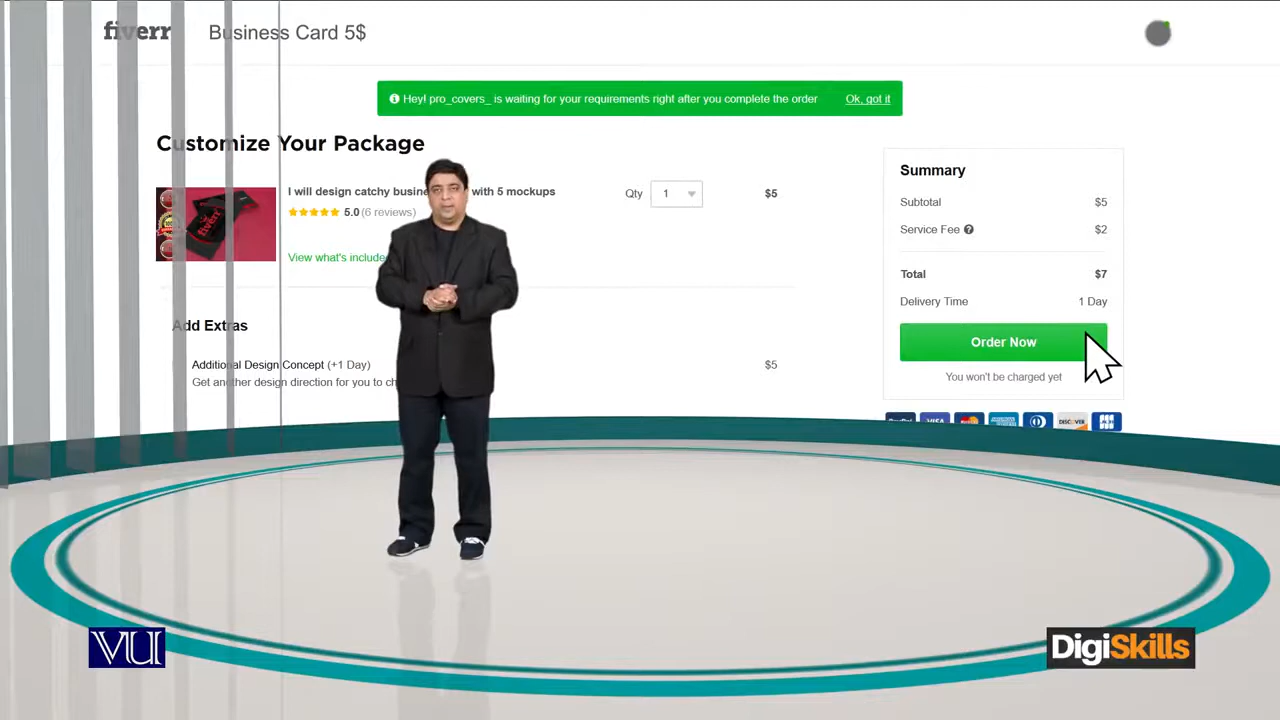 fiverr
Business Card 5$
Hey! pro_covers_ is waiting for your requirements right after you complete the order
Ok, got it
Customize Your Package
I will design catchy busine
with 5 mockups
Qty
1
$5
5.0 (6 reviews)
View what's include
Add Extras
Additional Design Concept (+1 Day)
$5
Get another design direction for you to ch
Summary
Subtotal
$5
Service Fee
$2
Total
$7
Delivery Time
1 Day
Order Now
You won't be charged yet
VISA
DISCOVER
VU
DigiSkills